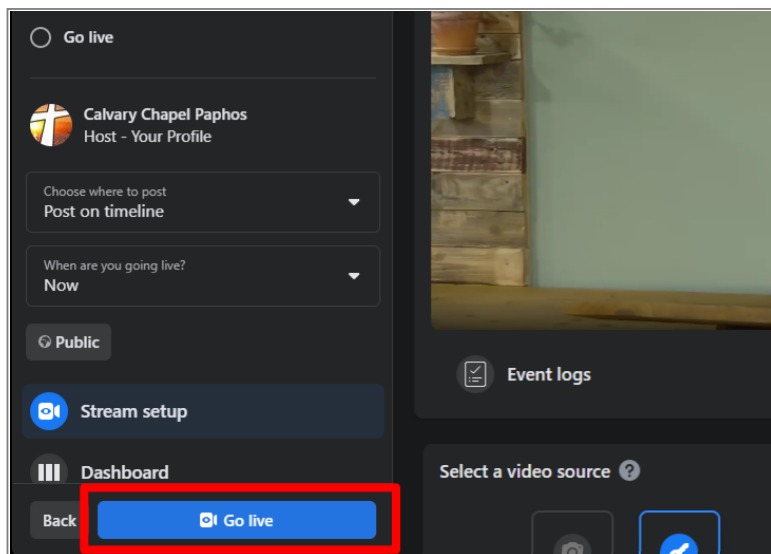 Go live
Calvary Chapel Paphos
Host - Your Profile
Choose where to post
Post on timeline
When are you going live?
Now
Public
Stream setup
Dashboard
Back
Go live
Event logs
Select a video source